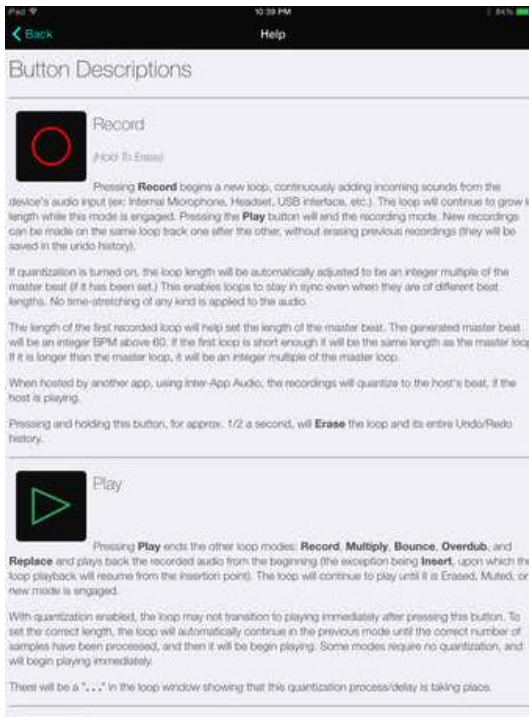 iPad
10:39 PM
84%
Back
Help
Button Descriptions
Record
(Hold To Erase)
Pressing Record begins a new loop, continuously adding incoming sounds from the
device's audio input (ex: Internal Microphone, Headset, USB interface, etc.) The loop will continue to grow in
length while this mode is engaged. Pressing the Play button will end the recording mode. New recordings
can be made on the same loop track one after the other, without erasing previous recordings (they will be
saved in the undo history).
If quantization is turned on, the loop length will be automatically adjusted to be an integer multiple of the
master beat (if it has been set.) This enables loops to stay in sync even when they are of different beat
lengths. No time-stretching of any kind is applied to the audio.
The length of the first recorded loop will help set the length of the master beat. The generated master beat
will be an integer BPM above 60. If the first loop is short enough it will be the same length as the master loop
If it is longer than the master loop, it will be an integer multiple of the master loop.
When hosted by another app, using Inter-App Audio, the recordings will quantize to the host's beat, if the
host is playing.
Pressing and holding this button, for approx. 1/2 a second, will Erase the loop and its entire Undo/Redo
history.
Play
Pressing Play ends the other loop modes: Record, Multiply, Bounce, Overdub, and
Replace and plays back the recorded audio from the beginning (the exception being Insert, upon which the
loop playback will resume from the insertion point). The loop will continue to play until it is Erased, Muted, or
new mode is engaged.
With quantization enabled, the loop may not transition to playing immediately after pressing this button. To
set the correct length, the loop will automatically continue in the previous mode until the correct number of
samples have been processed, and then it will be begin playing. Some modes require no quantization, and
will begin playing immediately.
There will be a "..." in the loop window showing that this quantization process/delay is taking place.